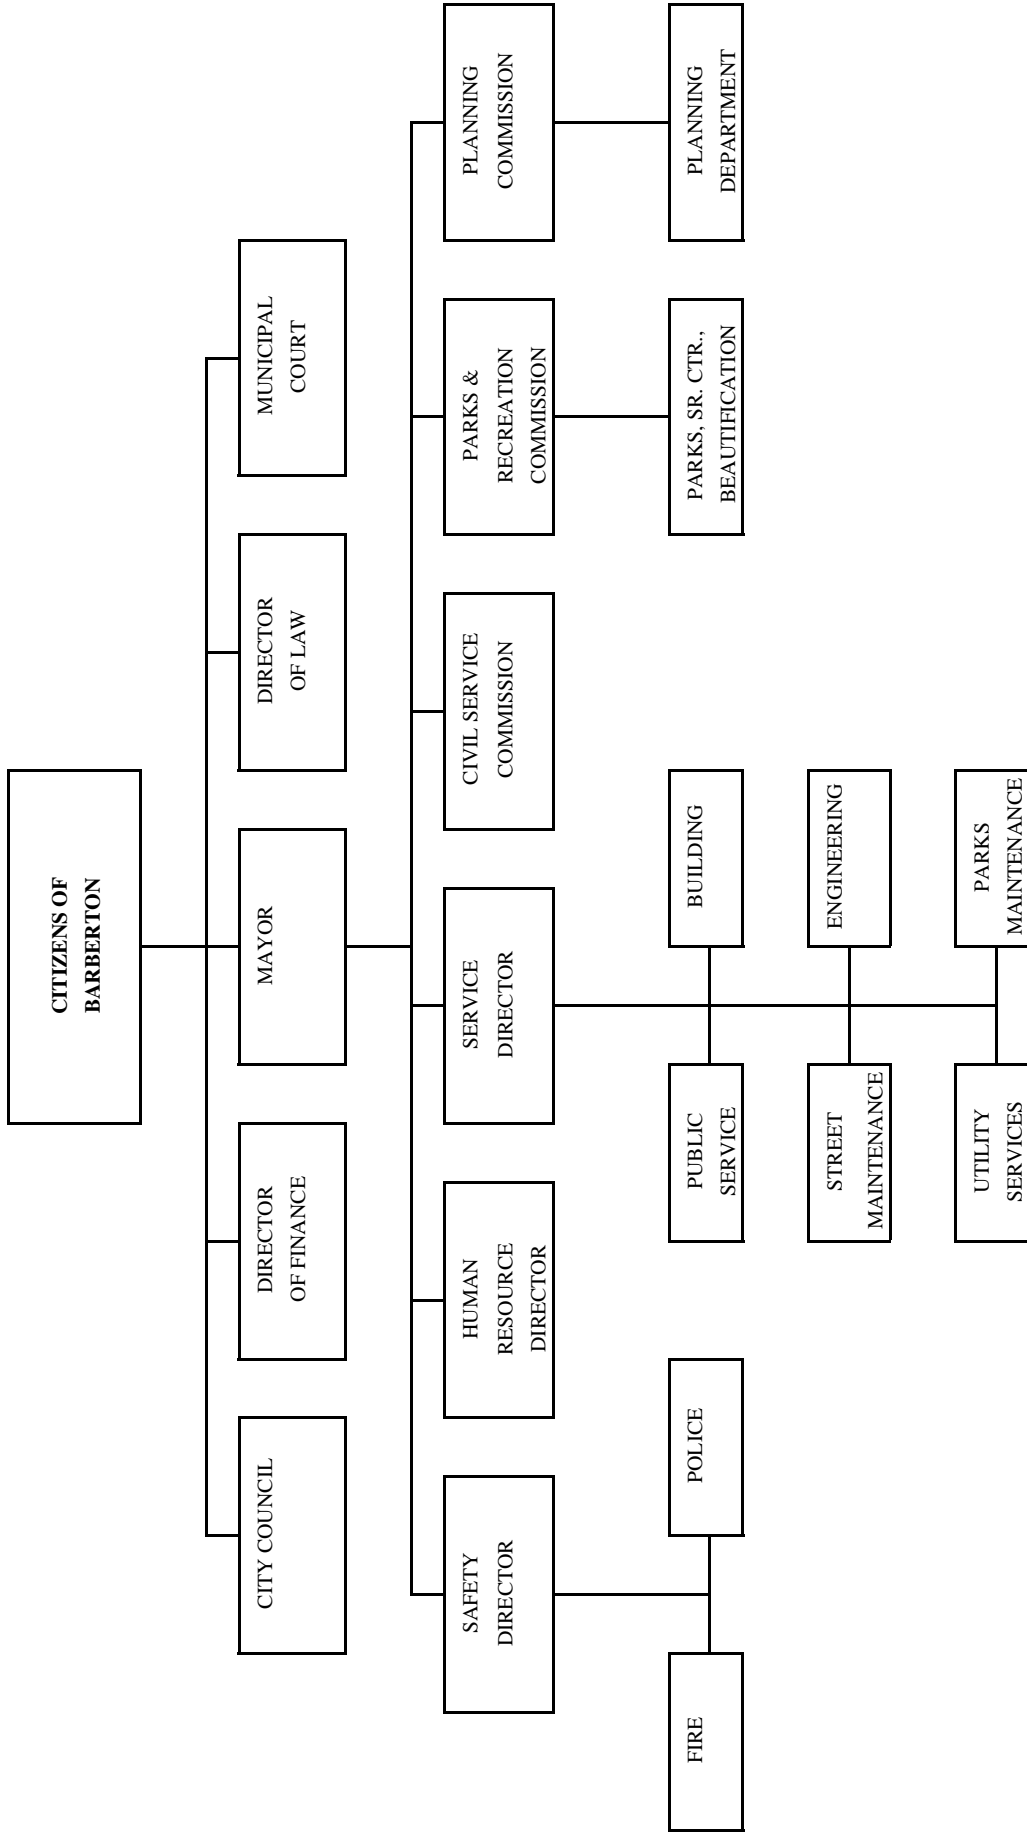 CITIZENS OF
BARBERTON
CITY COUNCIL
DIRECTOR
OF FINANCE
MAYOR
DIRECTOR
OF LAW
MUNICIPAL
COURT
SAFETY
DIRECTOR
HUMAN
RESOURCE
DIRECTOR
SERVICE
DIRECTOR
CIVIL SERVICE
COMMISSION
PARKS &
RECREATION
COMMISSION
PLANNING
COMMISSION
FIRE
POLICE
PUBLIC
SERVICE
BUILDING
PARKS, SR. CTR.,
BEAUTIFICATION
PLANNING
DEPARTMENT
STREET
MAINTENANCE
ENGINEERING
UTILITY
SERVICES
PARKS
MAINTENANCE